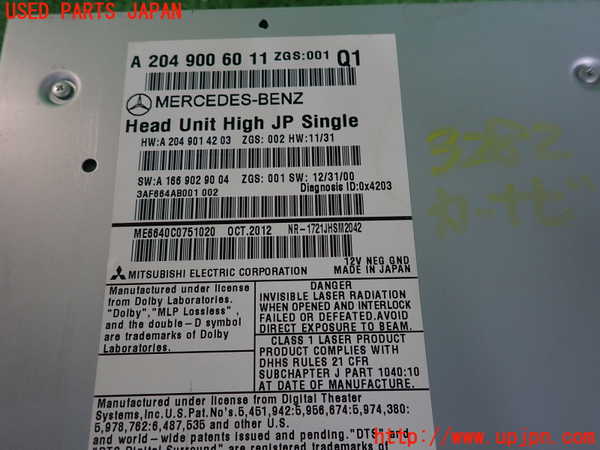 USED PARTS JAPAN
A 204 900 60 11 ZGS:001 Q1
MERCEDES-BENZ
Head Unit High JP Single
HW:A 204 901 42 03 ZGS: 002 HW:11/31
SW:A 166 902 90 04 ZGS: 001 SW: 12/31/00
3AF664AB001 002 Diagnosis ID:0x4203
ME6640C0751020 OCT.2012 NR-1721JHSM2042
12V NEG GND
MITSUBISHI ELECTRIC CORPORATION MADE IN JAPAN
Manufactured under license
from Dolby Laboratories.
"Dolby","MLP Lossless",
and the double-D symbol
are trademarks of Dolby
Laboratories.
DANGER
INVISIBLE LASER RADIATION
WHEN OPENED AND INTERLOCK
FAILED OR DEFEATED.AVOID
DIRECT EXPOSURE TO BEAM.
CLASS 1 LASER PRODUCT
PRODUCT COMPLIES WITH
DHHS RULES 21 CFR
SUBCHAPTER J PART 1040:10
AT DATE OF MANUFACTURE.
Manufactured under license from Digital Theater
Systems,Inc.U.S.Pat.No's.5,451,942;5,956,674;5,974,380;
5,978,762;6,487,535 and other U.S.
and world-wide patents issued and pending."DTS"and
"DTS Digital Surround" are registered trademarks of
3282
カーナビ
http://www.upjpn.com/